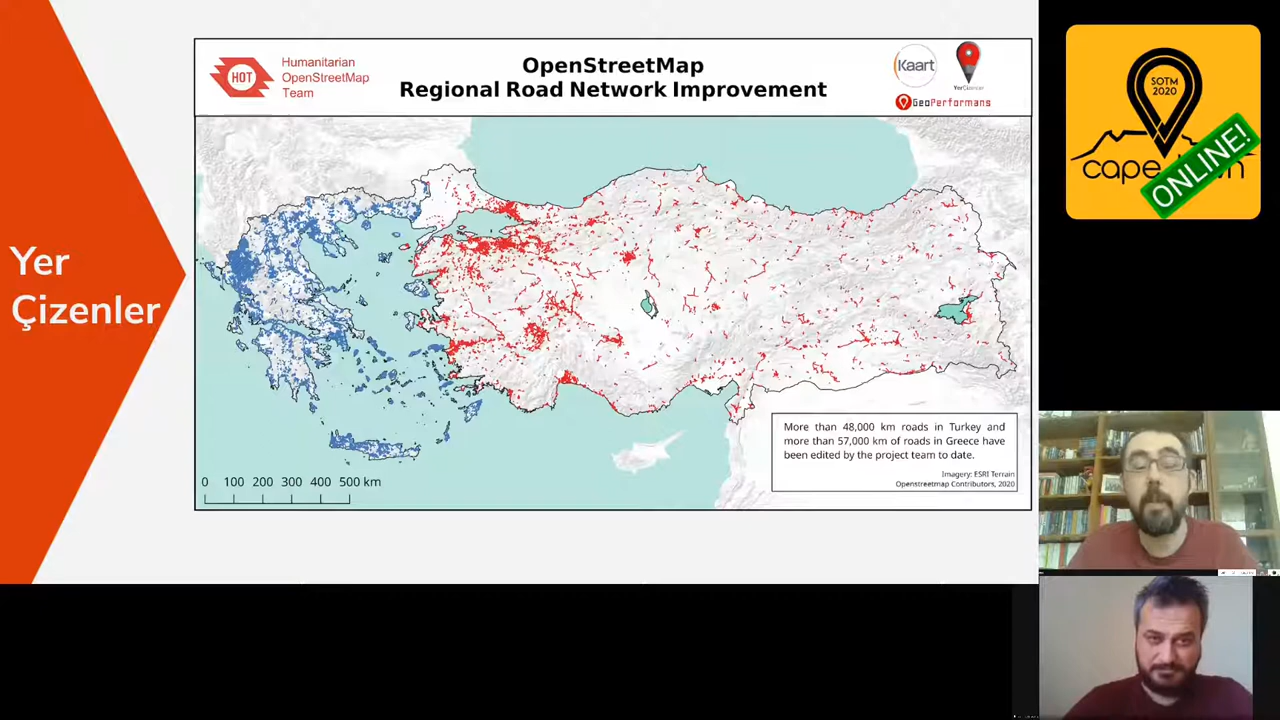 Yer
Çizenler
HOT
Humanitarian
OpenStreetMap
Team
OpenStreetMap
Regional Road Network Improvement
Kaart
YerÇizenler
GeoPerformans
More than 48,000 km roads in Turkey and
more than 57,000 km of roads in Greece have
been edited by the project team to date.
Imagery: ESRI Terrain
Openstreetmap Contributors, 2020
0 100 200 300 400 500 km
SOTM
2020
ONLINE!